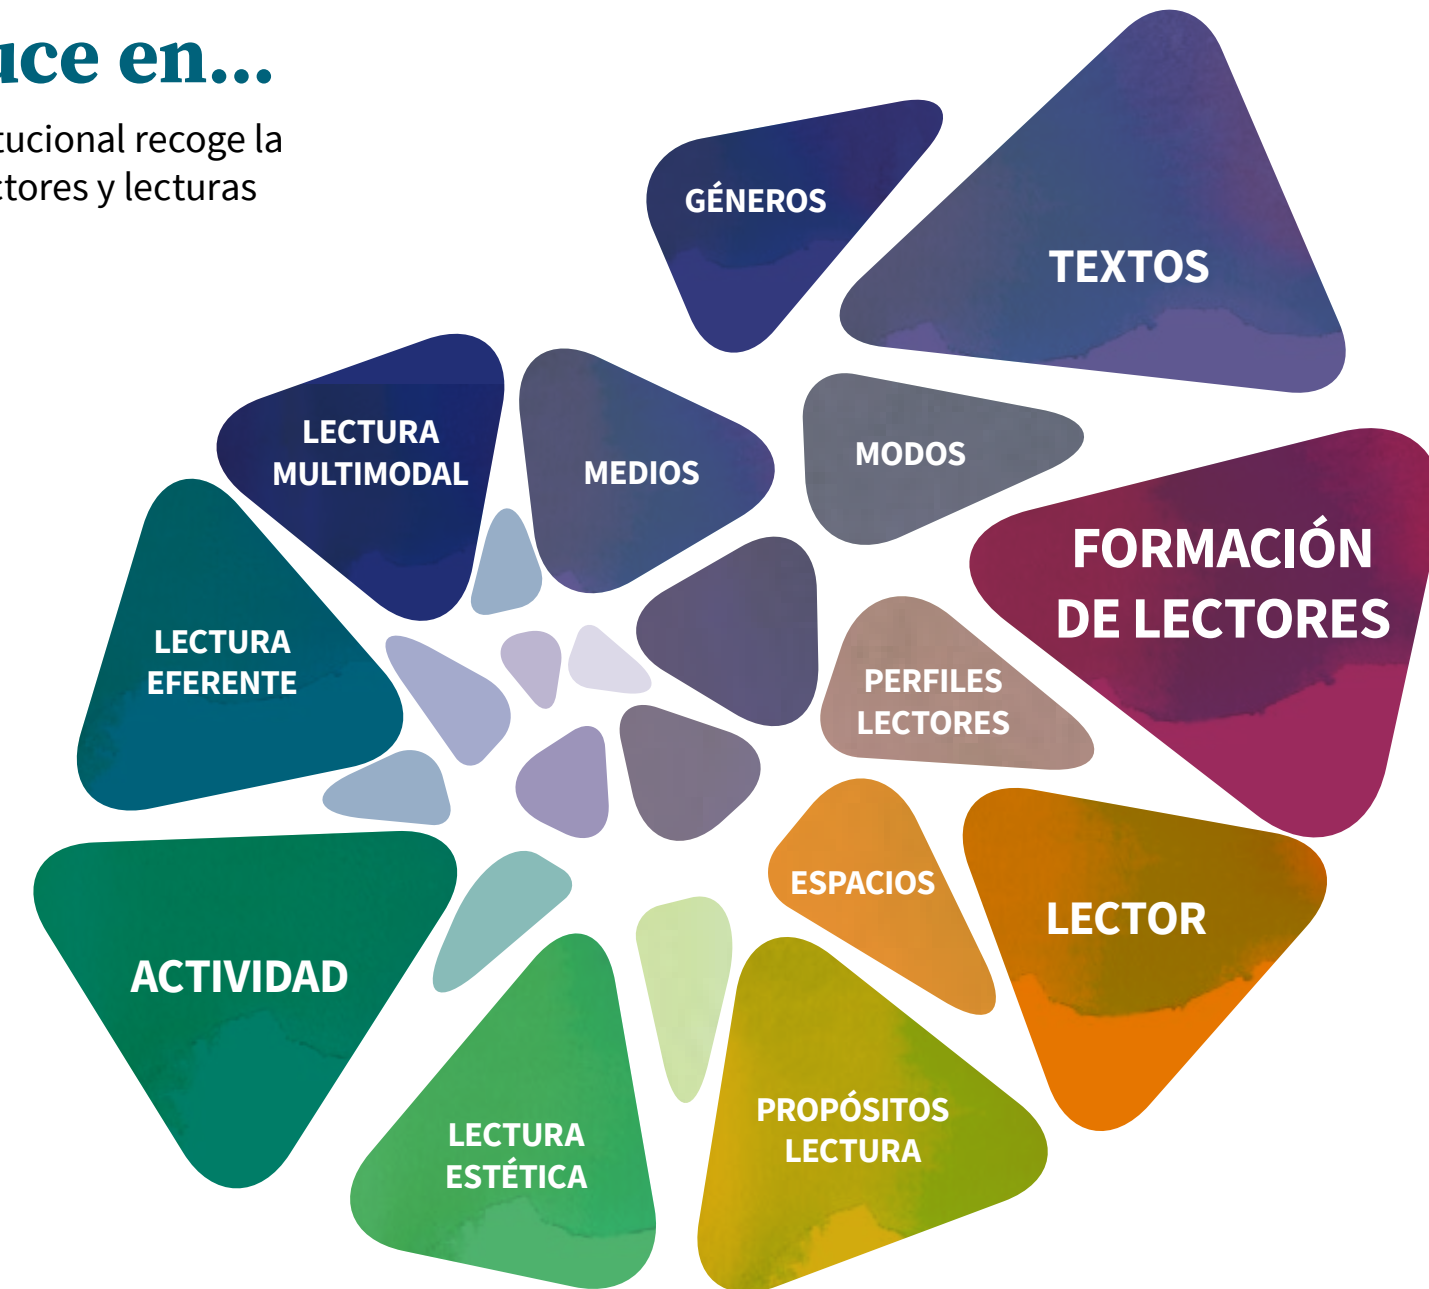 uce en...
tucional recoge la
ctores y lecturas
GÉNEROS
TEXTOS
LECTURA
MULTIMODAL
MEDIOS
MODOS
FORMACIÓN
DE LECTORES
LECTURA
EFERENTE
PERFILES
LECTORES
ESPACIOS
LECTOR
ACTIVIDAD
LECTURA
ESTÉTICA
PROPÓSITOS
LECTURA